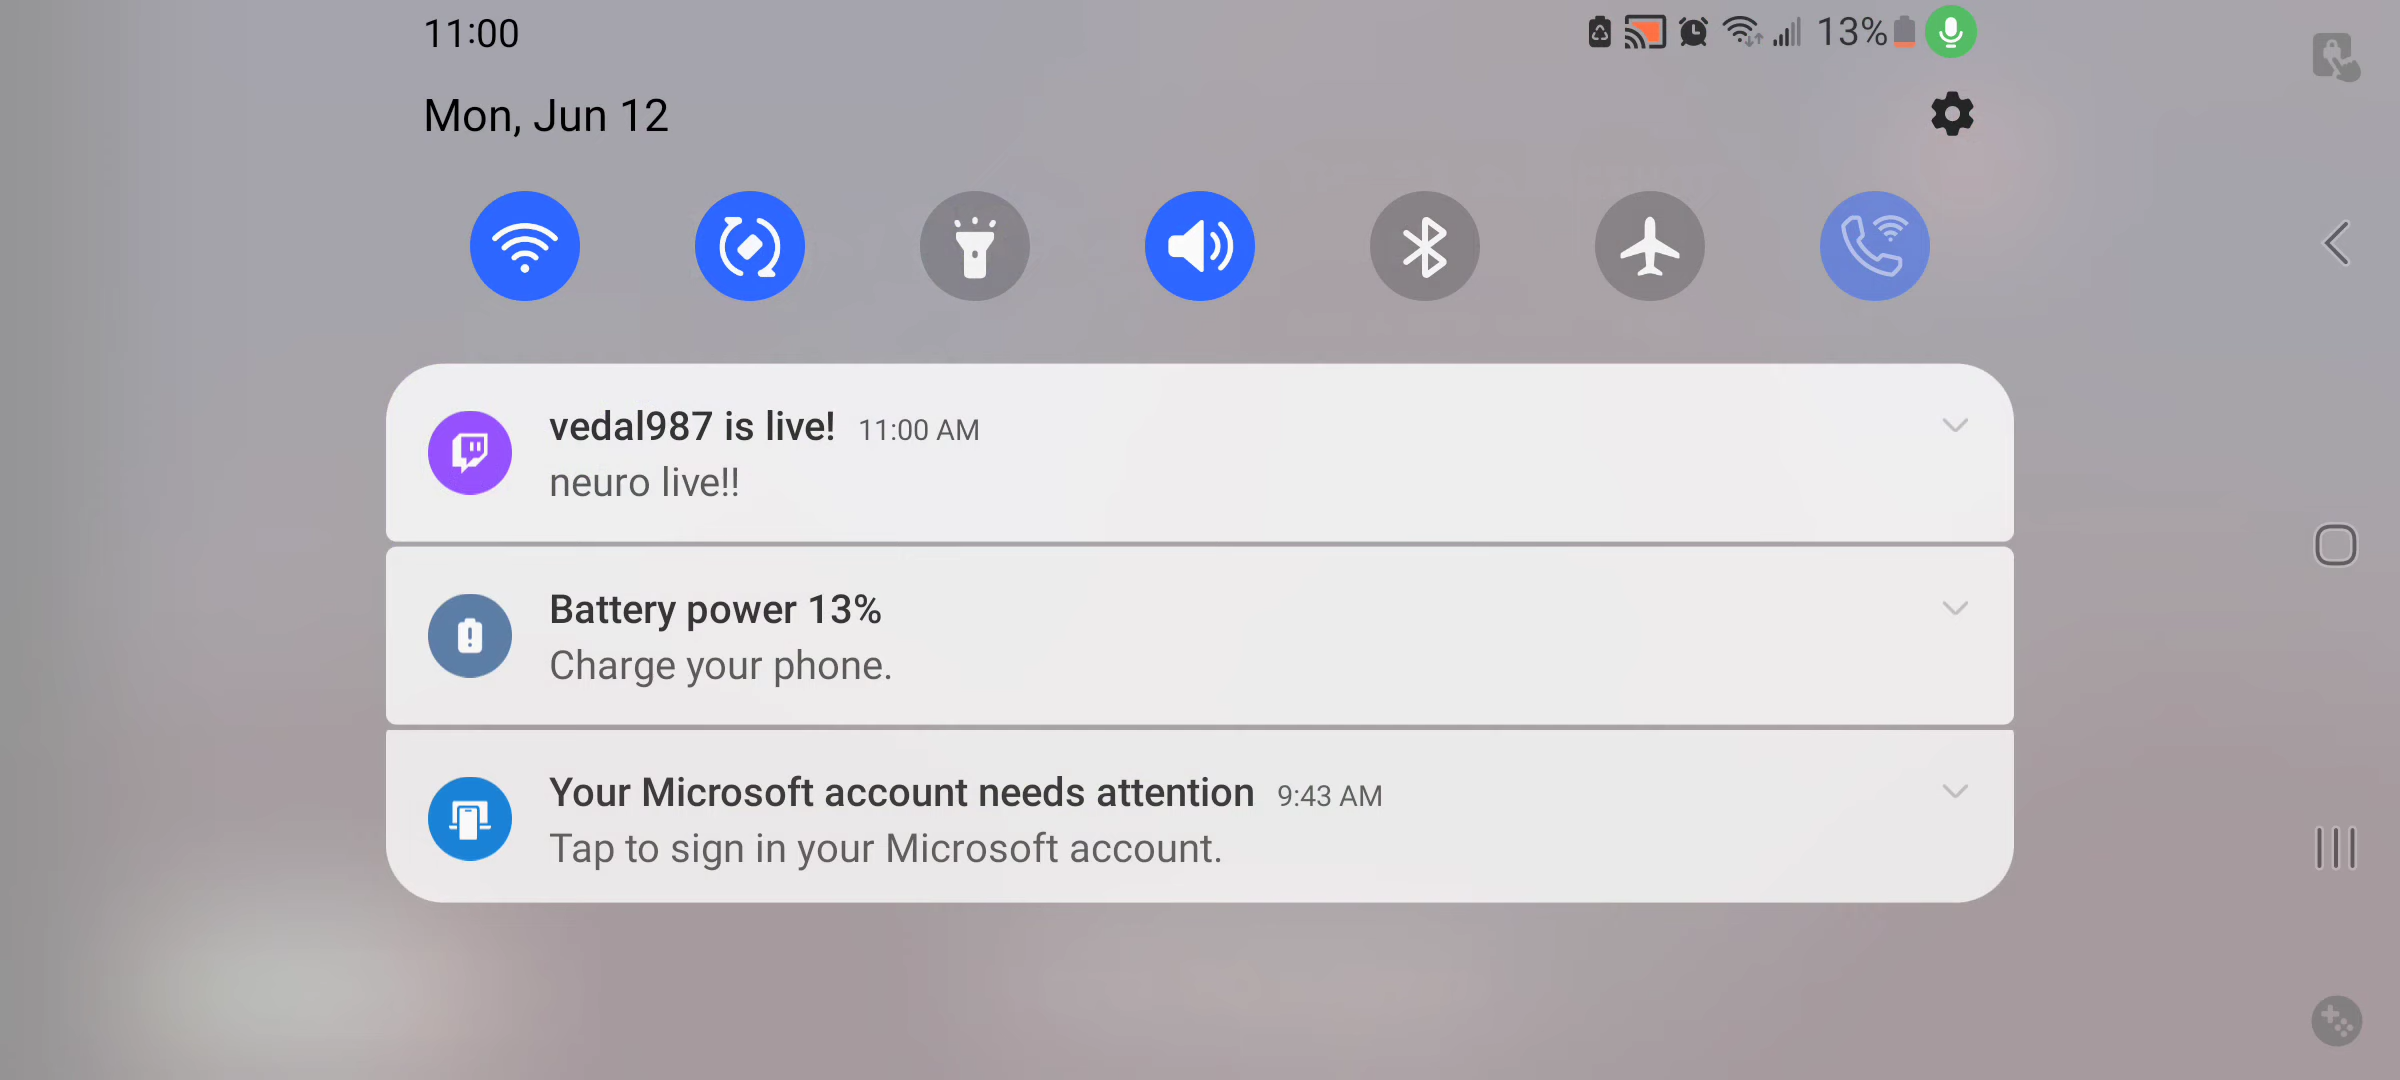 11:00
13%
Mon, Jun 12
vedal987 is live! 11:00 AM
neuro live!!
Battery power 13%
Charge your phone.
Your Microsoft account needs attention 9:43 AM
Tap to sign in your Microsoft account.